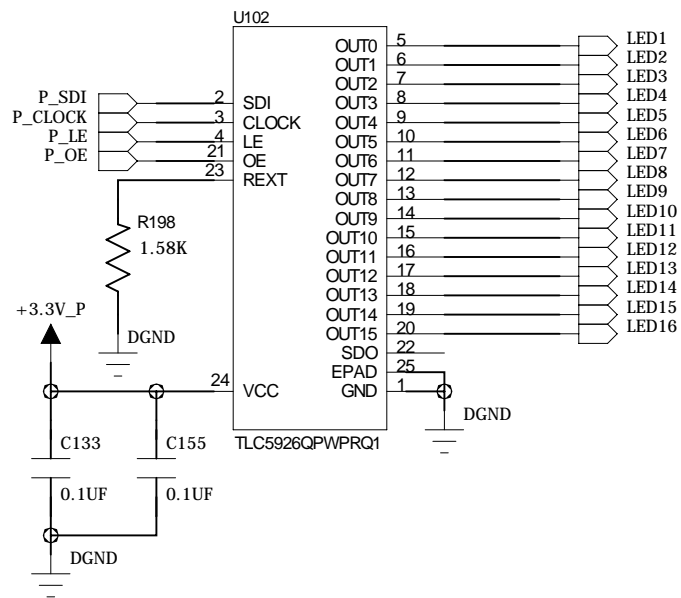 U102
OUT0 5 LED1
OUT1 6 LED2
OUT2 7 LED3
P_SDI 2 SDI OUT3 8 LED4
P_CLOCK 3 CLOCK OUT4 9 LED5
P_LE 4 LE OUT5 10 LED6
P_OE 21 OE OUT6 11 LED7
23 REXT OUT7 12 LED8
OUT8 13 LED9
R198 OUT9 14 LED10
1.58K OUT10 15 LED11
OUT11 16 LED12
OUT12 17 LED13
OUT13 18 LED14
+3.3V_P OUT14 19 LED15
OUT15 20 LED16
DGND SDO 22
EPAD 25
24 VCC GND 1
DGND
C133 C155 TLC5926QPWPRQ1
0.1UF 0.1UF
DGND